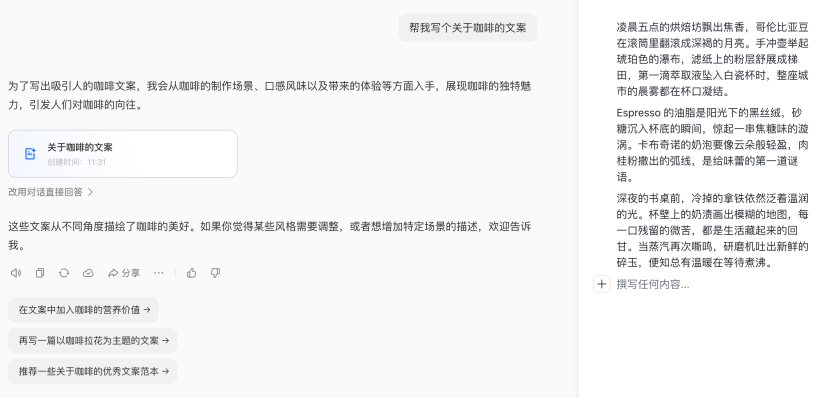 帮我写个关于咖啡的文案
为了写出吸引人的咖啡文案，我会从咖啡的制作场景、口感风味以及带来的体验等方面入手，展现咖啡的独特魅
力，引发人们对咖啡的向往。
关于咖啡的文案
创建时间：11:31
改用对话直接回答
这些文案从不同角度描绘了咖啡的美好。如果你觉得某些风格需要调整，或者想增加特定场景的描述，欢迎告诉
我。
分享
在文案中加入咖啡的营养价值 →
再写一篇以咖啡拉花为主题的文案 →
推荐一些关于咖啡的优秀文案范本 →
凌晨五点的烘焙坊飘出焦香，哥伦比亚豆
在滚筒里翻滚成深褐的月亮。手冲壶举起
琥珀色的瀑布，滤纸上的粉层舒展成梯
田，第一滴萃取液坠入白瓷杯时，整座城
市的晨雾都在杯口凝结。
Espresso 的油脂是阳光下的黑丝绒，砂
糖沉入杯底的瞬间，惊起一串焦糖味的漩
涡。卡布奇诺的奶泡要像云朵般轻盈，肉
桂粉撒出的弧线，是给味蕾的第一道谜
语。
深夜的书桌前，冷掉的拿铁依然泛着温润
的光。杯壁上的奶渍画出模糊的地图，每
一口残留的微苦，都是生活藏起来的回
甘。当蒸汽再次嘶鸣，研磨机吐出新鲜的
碎玉，便知总有温暖在等待煮沸。
撰写任何内容...